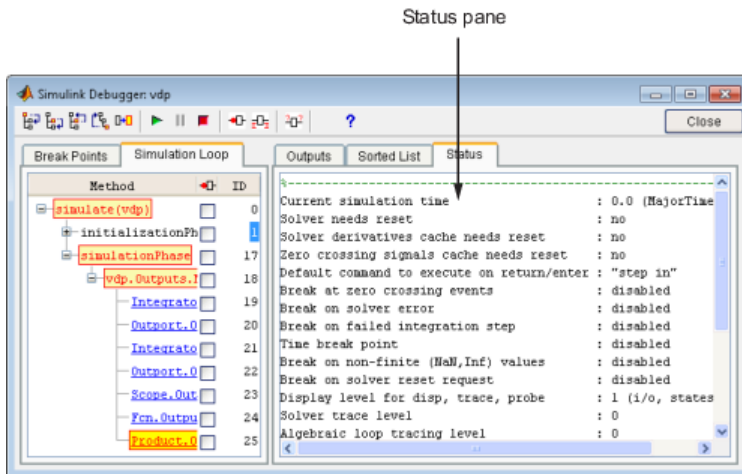 Status pane
Simulink Debugger: vdp
?
Close
Break Points Simulation Loop
Method ID
simulate(vdp) 0
initializationPh 1
simulationPhase 17
vdp.Outputs. 18
Integrato 19
Outport.O 20
Integrato 21
Outport.O 22
Scope.Out 23
Fcn.Outpu 24
Product.O 25
Outputs Sorted List Status
%----------------------------------------------------------------
Current simulation time : 0.0 (MajorTime
Solver needs reset : no
Solver derivatives cache needs reset : no
Zero crossing signals cache needs reset : no
Default command to execute on return/enter : "step in"
Break at zero crossing events : disabled
Break on solver error : disabled
Break on failed integration step : disabled
Time break point : disabled
Break on non-finite (NaN,Inf) values : disabled
Break on solver reset request : disabled
Display level for disp, trace, probe : 1 (i/o, states
Solver trace level : 0
Algebraic loop tracing level : 0